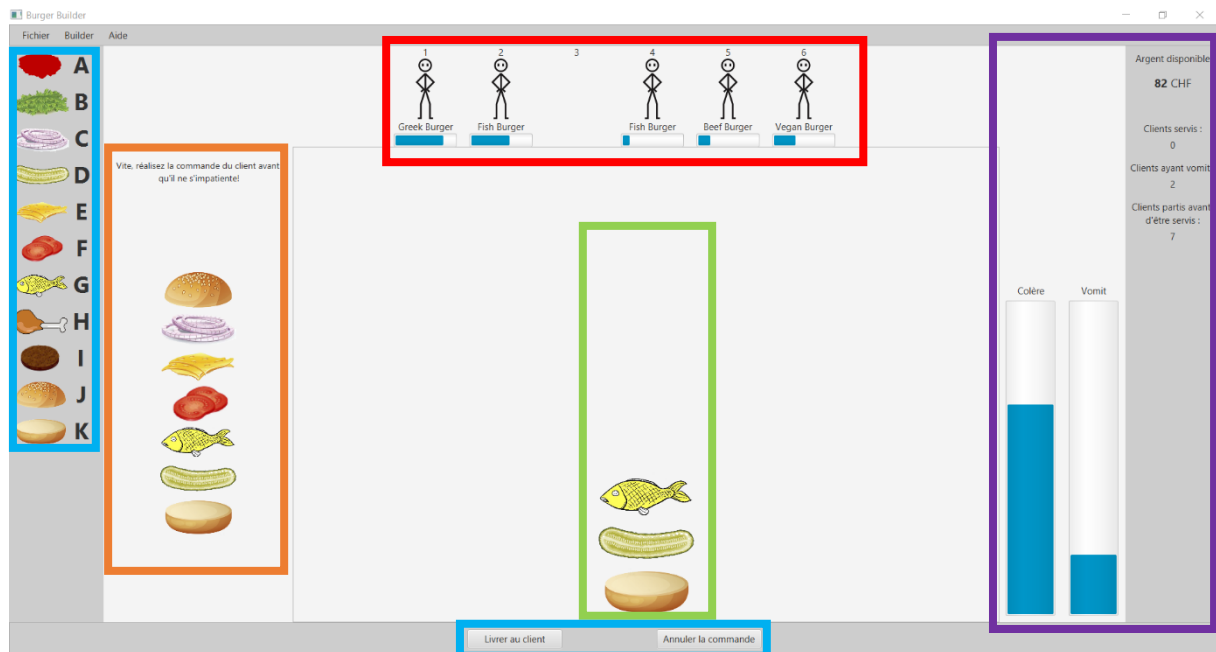 Burger Builder
Fichier Builder Aide
A
B
C
D
E
F
G
H
I
J
K
Vite, réalisez la commande du client avant
qu'il ne s'impatiente!
1 2 3 4 5 6
Greek Burger Fish Burger Fish Burger Beef Burger Vegan Burger
Colère Vomit
Argent disponible
82 CHF
Clients servis :
0
Clients ayant vomit
2
Clients partis avant
d'être servis :
7
Livrer au client Annuler la commande